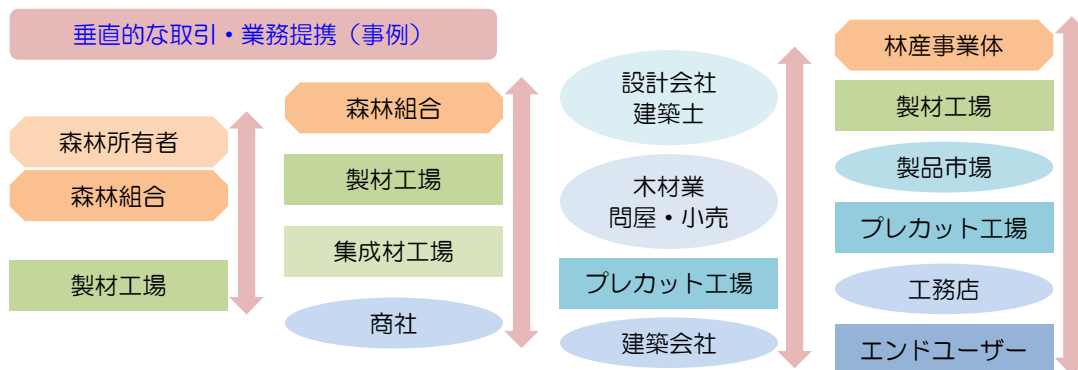 垂直的な取引・業務提携（事例）
森林所有者
森林組合
製材工場
森林組合
製材工場
集成材工場
商社
設計会社
建築士
木材業
問屋・小売
プレカット工場
建築会社
林産事業体
製材工場
製品市場
プレカット工場
工務店
エンドユーザー